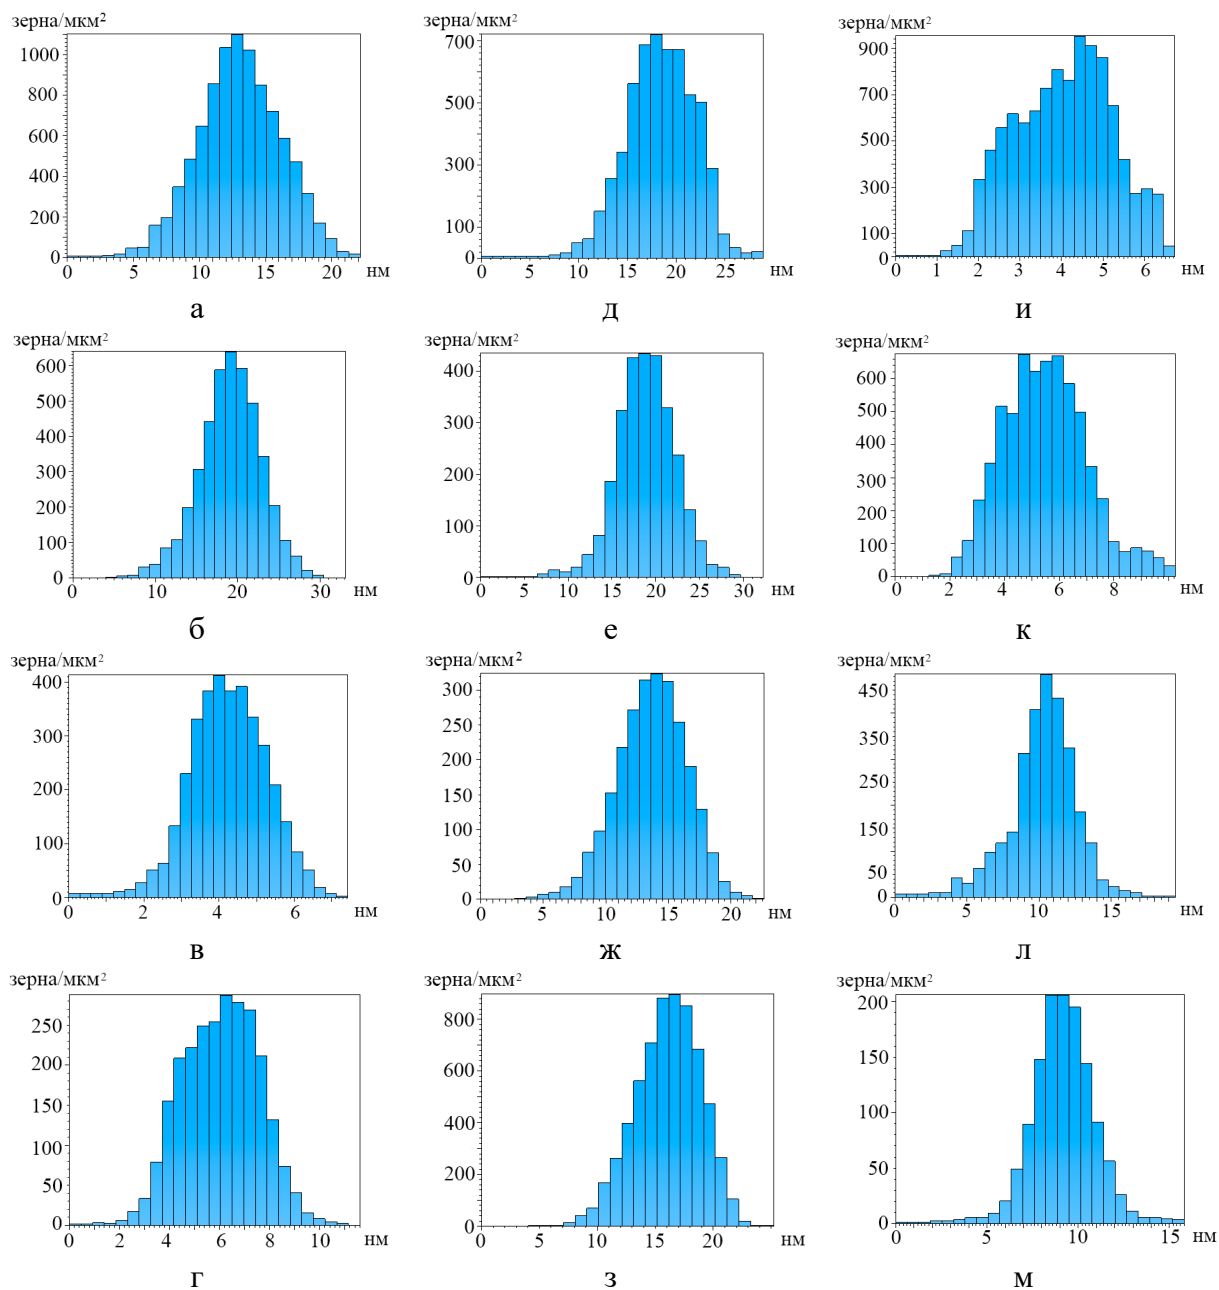 зерна/мкм²
1000
800
600
400
200
0
0 5 10 15 20 нм
а
зерна/мкм²
700
500
300
100
0
0 5 10 15 20 25 нм
д
зерна/мкм²
900
700
500
300
100
0
0 1 2 3 4 5 6 нм
и
зерна/мкм²
600
500
400
300
200
100
0
0 10 20 30 нм
б
зерна/мкм²
400
300
200
100
0
0 5 10 15 20 25 30 нм
е
зерна/мкм²
600
500
400
300
200
100
0
0 2 4 6 8 нм
к
зерна/мкм²
400
300
200
100
0
0 2 4 6 нм
в
зерна/мкм²
300
250
200
150
100
50
0
0 5 10 15 20 нм
ж
зерна/мкм²
450
350
250
150
50
0
0 5 10 15 нм
л
зерна/мкм²
250
200
150
100
50
0
0 2 4 6 8 10 нм
г
зерна/мкм²
800
600
400
200
0
0 5 10 15 20 нм
з
зерна/мкм²
200
150
100
50
0
0 5 10 15 нм
м